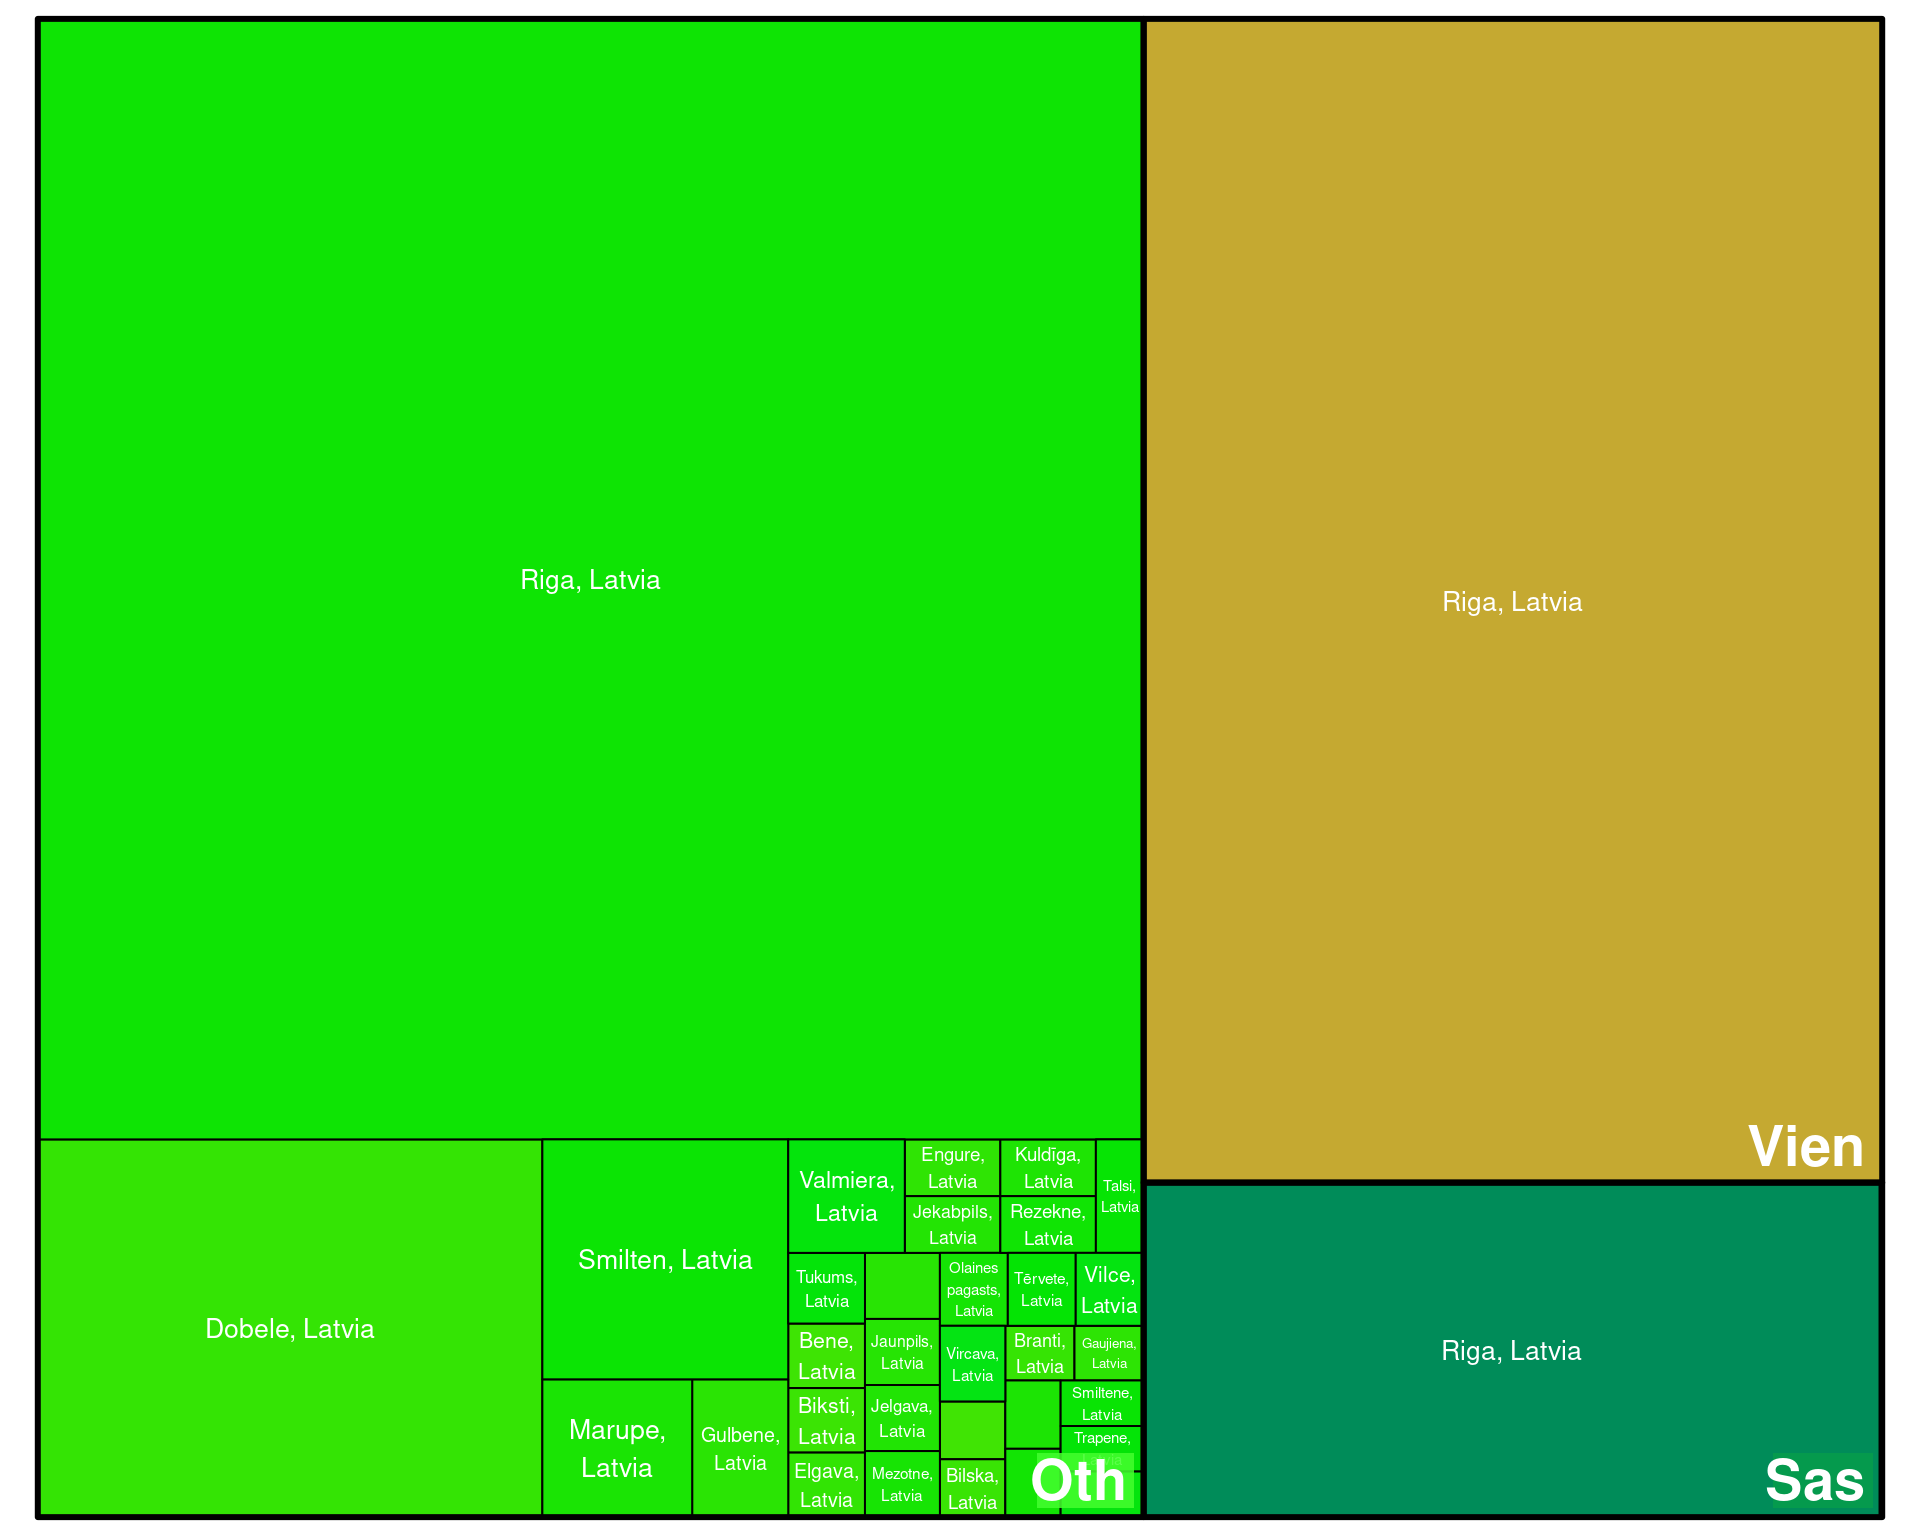 Riga, Latvia
Riga, Latvia
Vien
Dobele, Latvia
Smilten, Latvia
Marupe,
Latvia
Gulbene,
Latvia
Valmiera,
Latvia
Engure,
Latvia
Kuldīga,
Latvia
Talsi,
Latvia
Jekabpils,
Latvia
Rezekne,
Latvia
Tukums,
Latvia
Olaines
pagasts,
Latvia
Tērvete,
Latvia
Vilce,
Latvia
Bene,
Latvia
Jaunpils,
Latvia
Vircava,
Latvia
Branti,
Latvia
Gaujiena,
Latvia
Biksti,
Latvia
Jelgava,
Latvia
Smiltene,
Latvia
Trapene,
Elgava,
Latvia
Mezotne,
Latvia
Bilska,
Latvia
Oth
Riga, Latvia
Sas